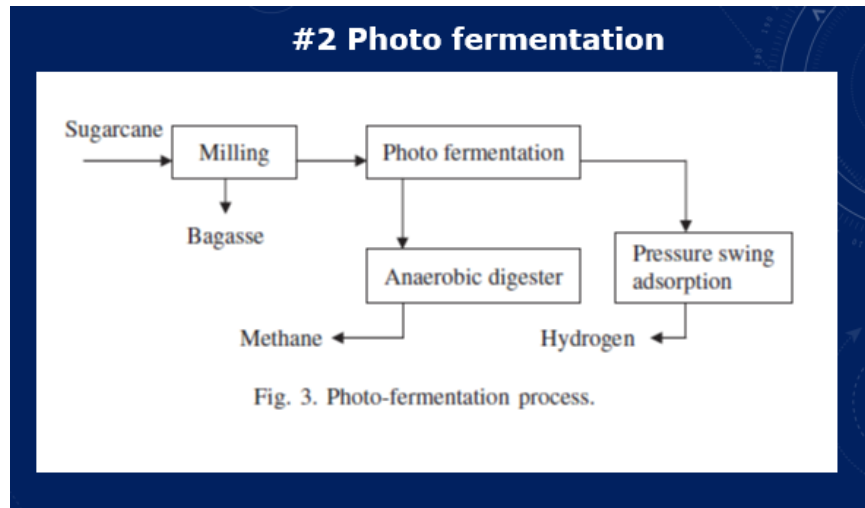 #2 Photo fermentation
Sugarcane
Milling
Photo fermentation
Bagasse
Anaerobic digester
Pressure swing
adsorption
Methane
Hydrogen
Fig. 3. Photo-fermentation process.